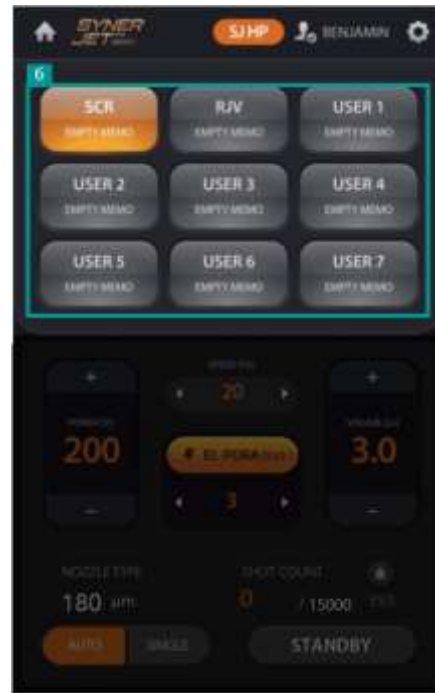 SYNER
JET
SJ HP
BENJAMIN
6
SCR
EMPTY MEMO
RJV
EMPTY MEMO
USER 1
EMPTY MEMO
USER 2
EMPTY MEMO
USER 3
EMPTY MEMO
USER 4
EMPTY MEMO
USER 5
EMPTY MEMO
USER 6
EMPTY MEMO
USER 7
EMPTY MEMO
+
20
+
200
3.0
-
3
-
NOZZLE TYPE
SHOT COUNT
180 μm
0 / 15000
AUTO
SINGLE
STANDBY